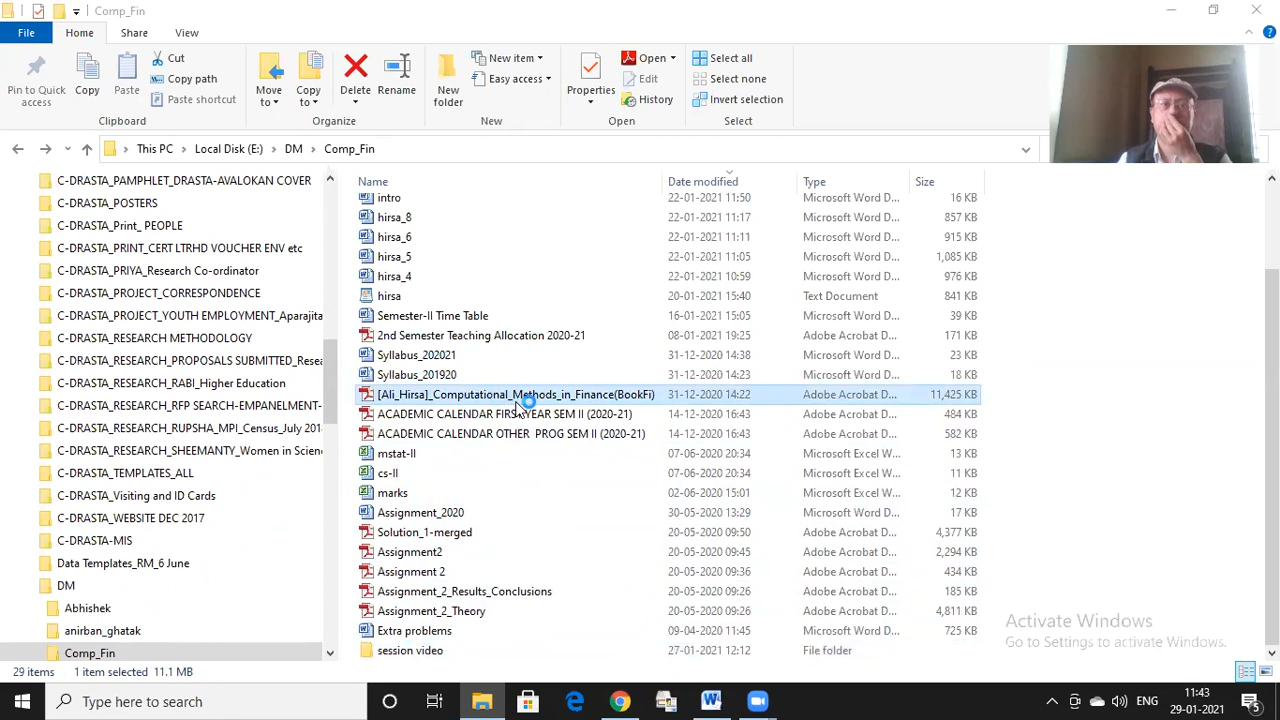 Comp_Fin
File Home Share View
Pin to Quick access
Copy
Paste
Cut
Copy path
Paste shortcut
Clipboard
Move to
Copy to
Delete
Rename
Organize
New folder
New item
Easy access
New
Properties
Open
Edit
History
Open
Select all
Select none
Invert selection
Select
This PC Local Disk (E:) DM Comp_Fin
C-DRASTA_PAMPHLET_DRASTA-AVALOKAN COVER
C-DRASTA_POSTERS
C-DRASTA_Print_ PEOPLE
C-DRASTA_PRINT_CERT LTRHD VOUCHER ENV etc
C-DRASTA_PRIYA_Research Co-ordinator
C-DRASTA_PROJECT_CORRESPONDENCE
C-DRASTA_PROJECT_YOUTH EMPLOYMENT_Aparajita
C-DRASTA_RESEARCH METHODOLOGY
C-DRASTA_RESEARCH_PROPOSALS SUBMITTED_Resea
C-DRASTA_RESEARCH_RABI_Higher Education
C-DRASTA_RESEARCH_RFP SEARCH-EMPANELMENT-
C-DRASTA_RESEARCH_RUPSHA_MPI_Census_July 201
C-DRASTA_RESEARCH_SHEEMANTY_Women in Scienc
C-DRASTA_TEMPLATES_ALL
C-DRASTA_Visiting and ID Cards
C-DRASTA_WEBSITE DEC 2017
C-DRASTA-MIS
Data Templates_RM_6 June
DM
Abhishek
anirban_ghatak
Comp_Fin
Name Date modified Type Size
intro 22-01-2021 11:50 Microsoft Word D... 16 KB
hirsa_8 22-01-2021 11:17 Microsoft Word D... 857 KB
hirsa_6 22-01-2021 11:11 Microsoft Word D... 915 KB
hirsa_5 22-01-2021 11:05 Microsoft Word D... 1,085 KB
hirsa_4 22-01-2021 10:59 Microsoft Word D... 976 KB
hirsa 20-01-2021 15:40 Text Document 841 KB
Semester-II Time Table 16-01-2021 15:05 Microsoft Word D... 39 KB
2nd Semester Teaching Allocation 2020-21 08-01-2021 19:25 Adobe Acrobat D... 171 KB
Syllabus_202021 31-12-2020 14:38 Microsoft Word D... 23 KB
Syllabus_201920 31-12-2020 14:23 Microsoft Word D... 18 KB
[Ali_Hirsa]_Computational_Methods_in_Finance(BookFi) 31-12-2020 14:22 Adobe Acrobat D... 11,425 KB
ACADEMIC CALENDAR FIRST YEAR SEM II (2020-21) 14-12-2020 16:43 Adobe Acrobat D... 484 KB
ACADEMIC CALENDAR OTHER PROG SEM II (2020-21) 14-12-2020 16:43 Adobe Acrobat D... 582 KB
mstat-II 07-06-2020 20:34 Microsoft Excel W... 13 KB
cs-II 07-06-2020 20:34 Microsoft Excel W... 11 KB
marks 02-06-2020 15:01 Microsoft Excel W... 12 KB
Assignment_2020 30-05-2020 13:29 Microsoft Word D... 17 KB
Solution_1-merged 20-05-2020 09:50 Adobe Acrobat D... 4,377 KB
Assignment2 20-05-2020 09:45 Adobe Acrobat D... 2,294 KB
Assignment 2 20-05-2020 09:36 Adobe Acrobat D... 434 KB
Assignment_2_Results_Conclusions 20-05-2020 09:26 Adobe Acrobat D... 185 KB
Assignment_2_Theory 20-05-2020 09:26 Adobe Acrobat D... 4,811 KB
Extra problems 09-04-2020 11:45 Microsoft Word D... 725 KB
session video 27-01-2021 12:12 File folder
Activate Windows
Go to Settings to activate Windows.
29 items 1 item selected 11.1 MB
Type here to search
ENG
11:43
29-01-2021
5